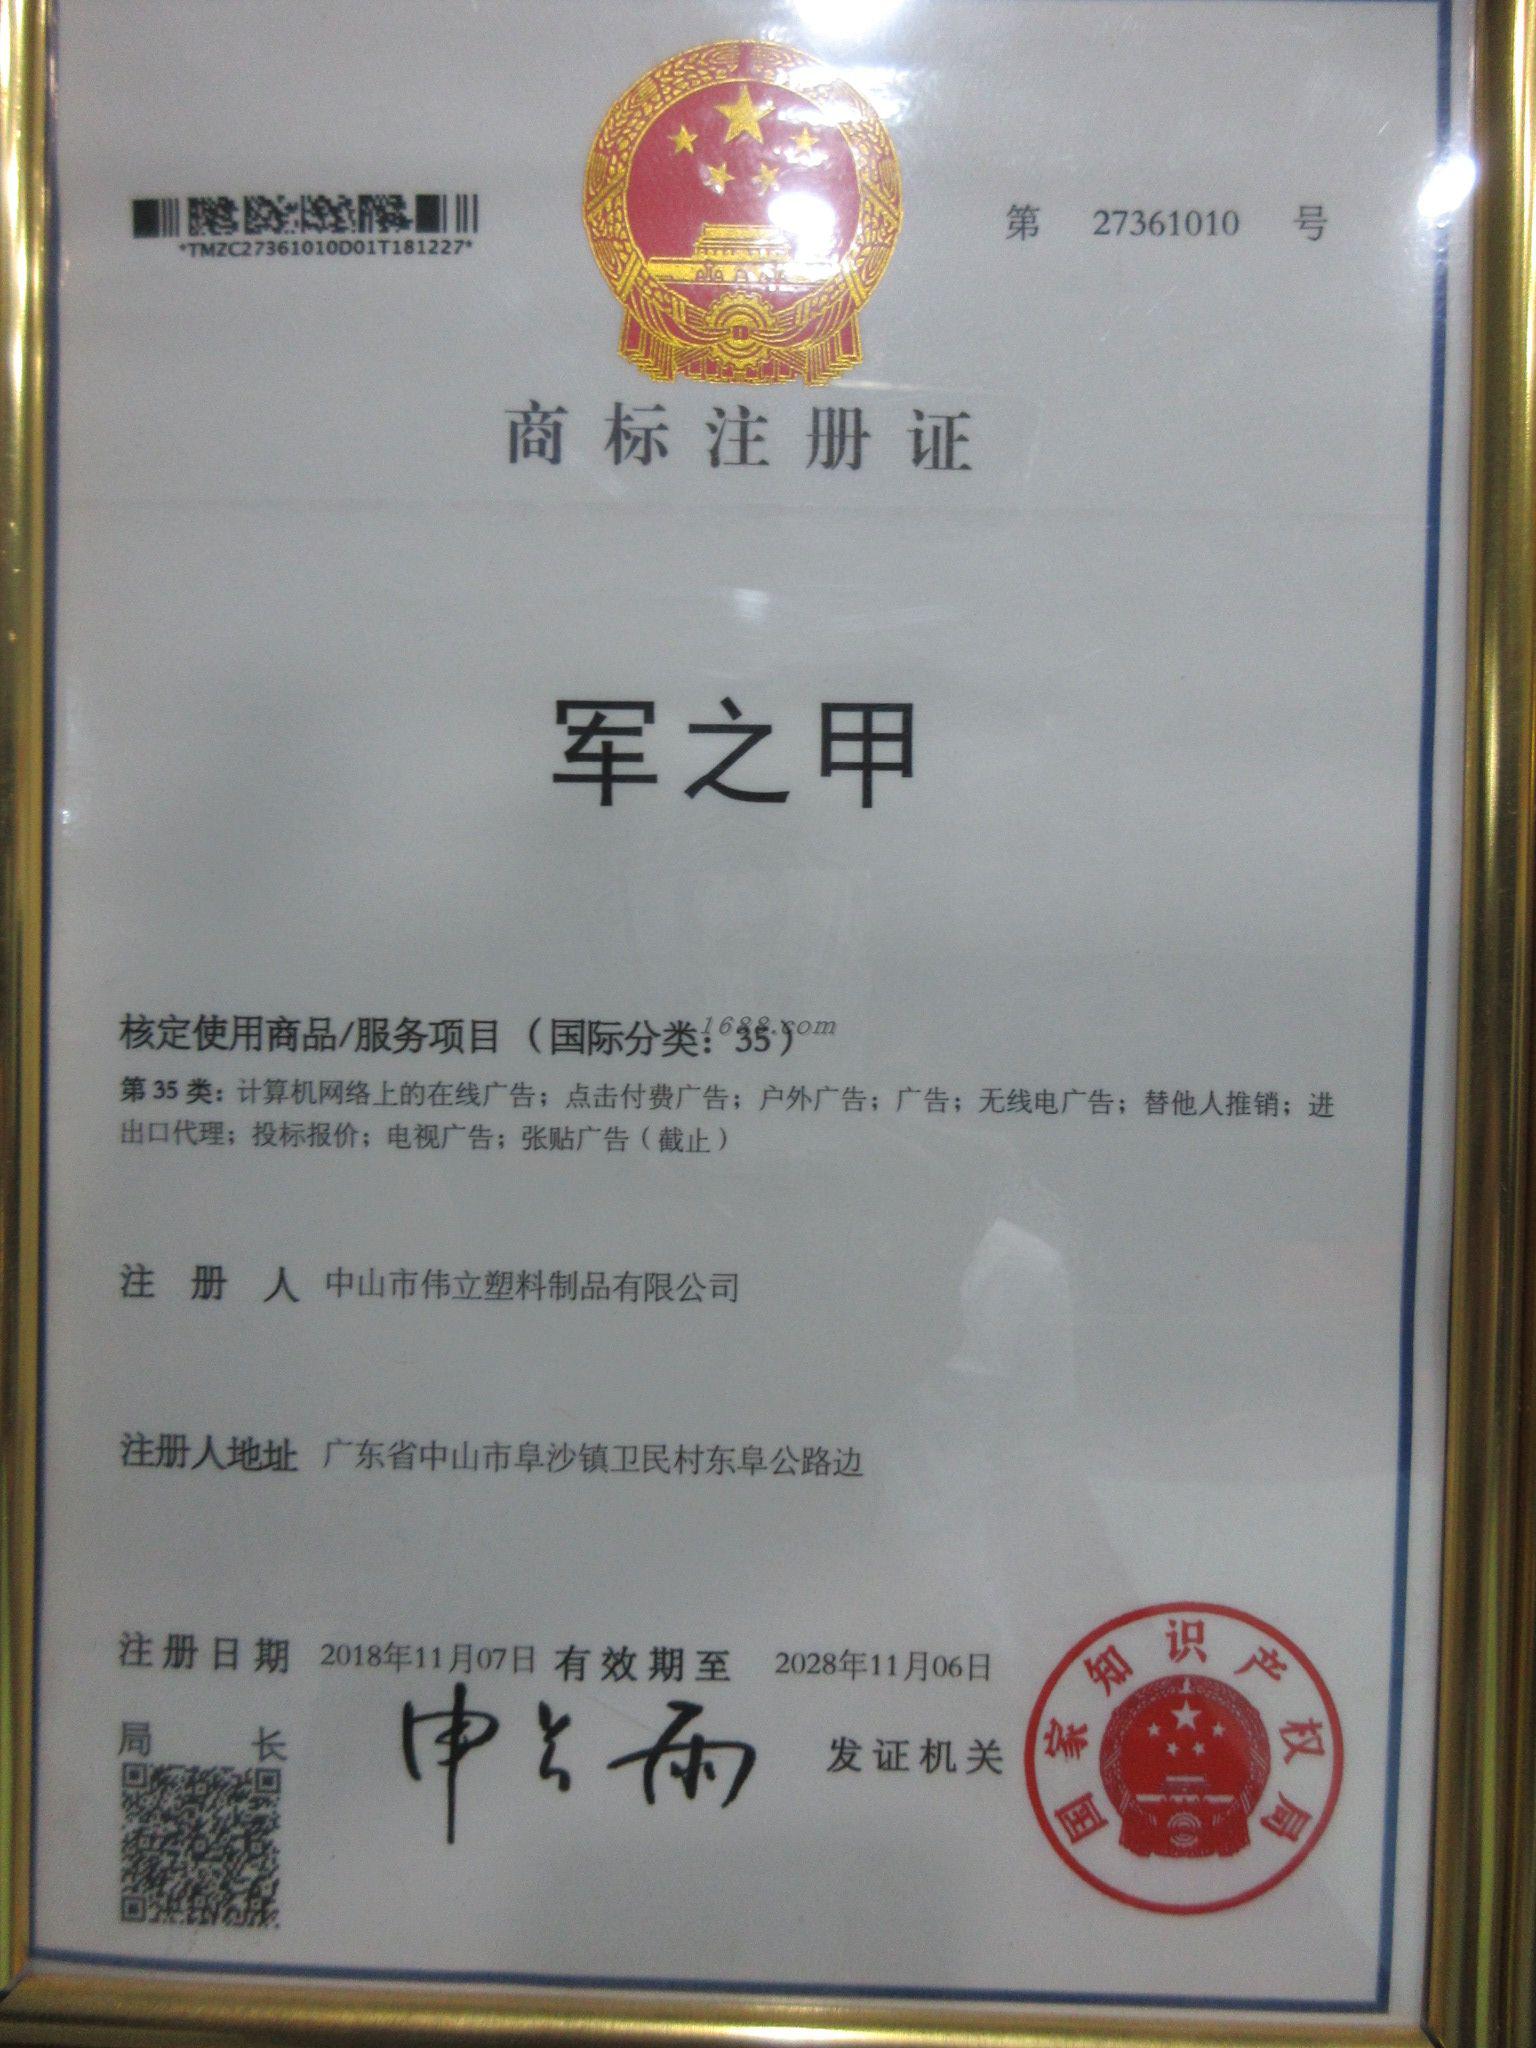 *TMZC27361010D01T181227*
第 27361010 号
商标注册证
军之甲
核定使用商品/服务项目（国际分类：35）
1688.com
第 35 类：计算机网络上的在线广告；点击付费广告；户外广告；广告；无线电广告；替他人推销；进
出口代理；投标报价；电视广告；张贴广告（截止）
注 册 人 中山市伟立塑料制品有限公司
注册人地址 广东省中山市阜沙镇卫民村东阜公路边
注册日期 2018年11月07日 有效期至 2028年11月06日
局 长 申长雨 发证机关
国家知识产权局